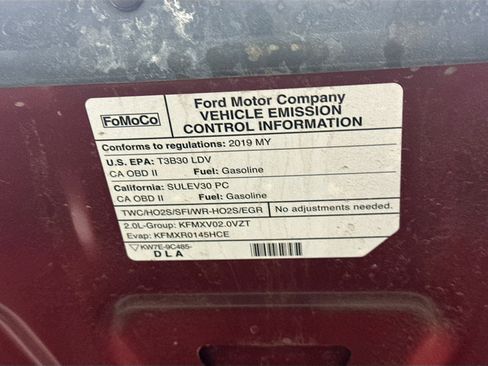 FoMoCo
Ford Motor Company
VEHICLE EMISSION
CONTROL INFORMATION
Conforms to regulations: 2019 MY
U.S. EPA: T3B30 LDV
CA OBD II Fuel: Gasoline
California: SULEV30 PC
CA OBD II Fuel: Gasoline
TWC/HO2S/SFI/WR-HO2S/EGR No adjustments needed.
2.0L-Group: KFMXV02.0VZT
Evap: KFMXR0145HCE
KW7E-9C485-
DLA